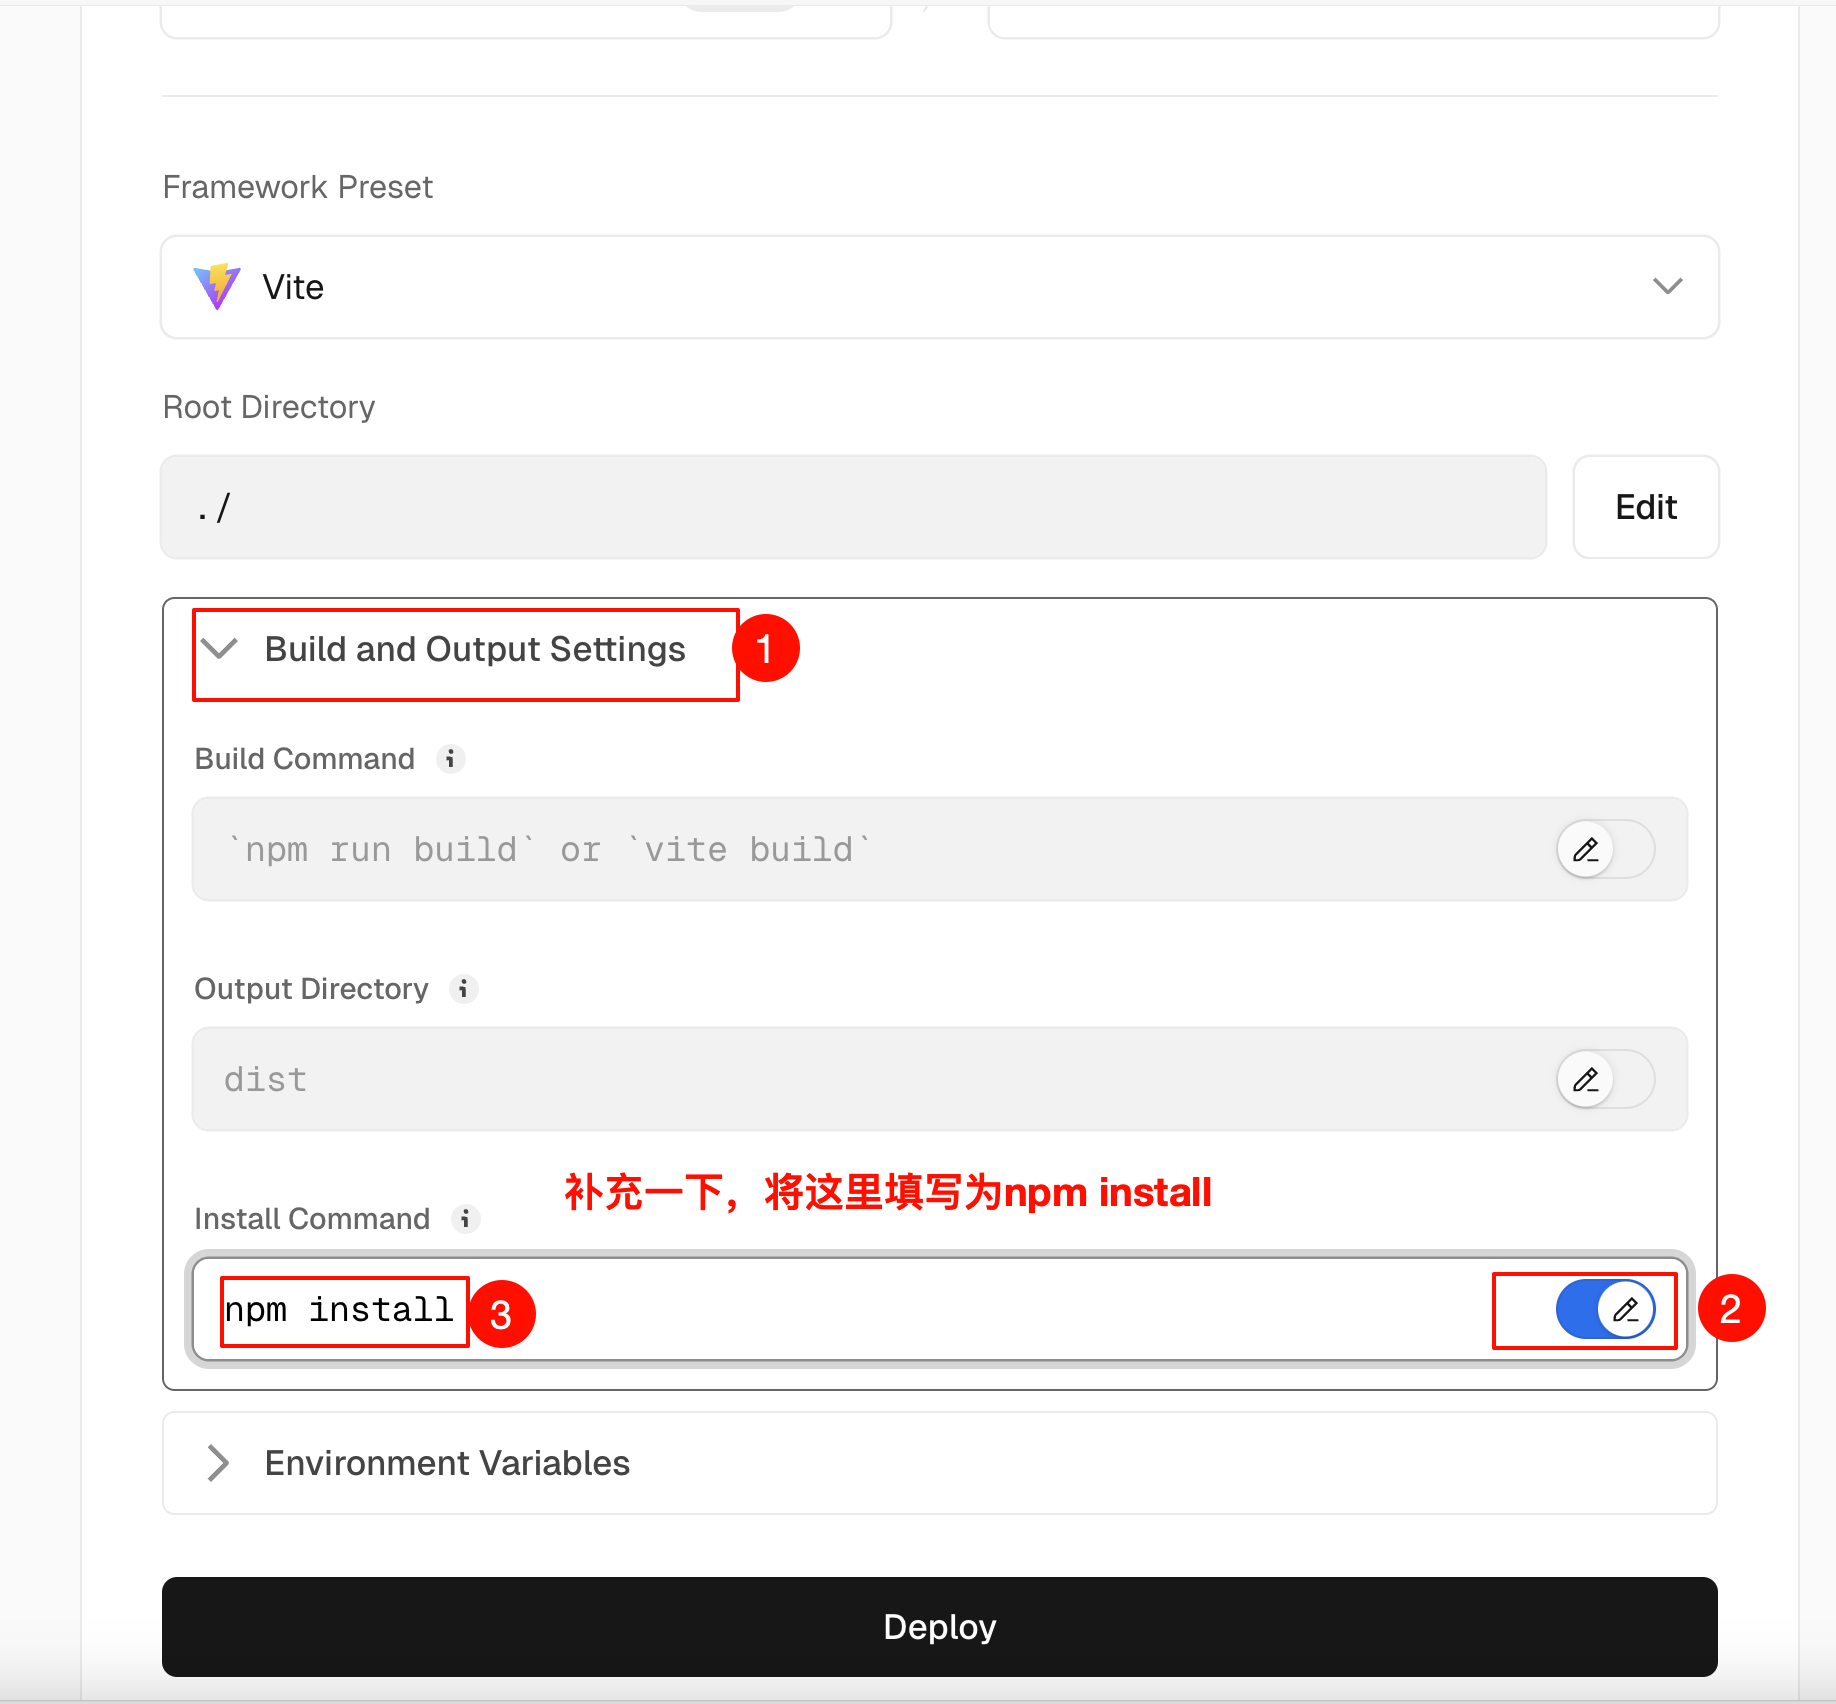 Framework Preset
Vite
Root Directory
./
Edit
Build and Output Settings
1
Build Command
`npm run build` or `vite build`
Output Directory
dist
补充一下，将这里填写为npm install
Install Command
npm install
3
2
Environment Variables
Deploy